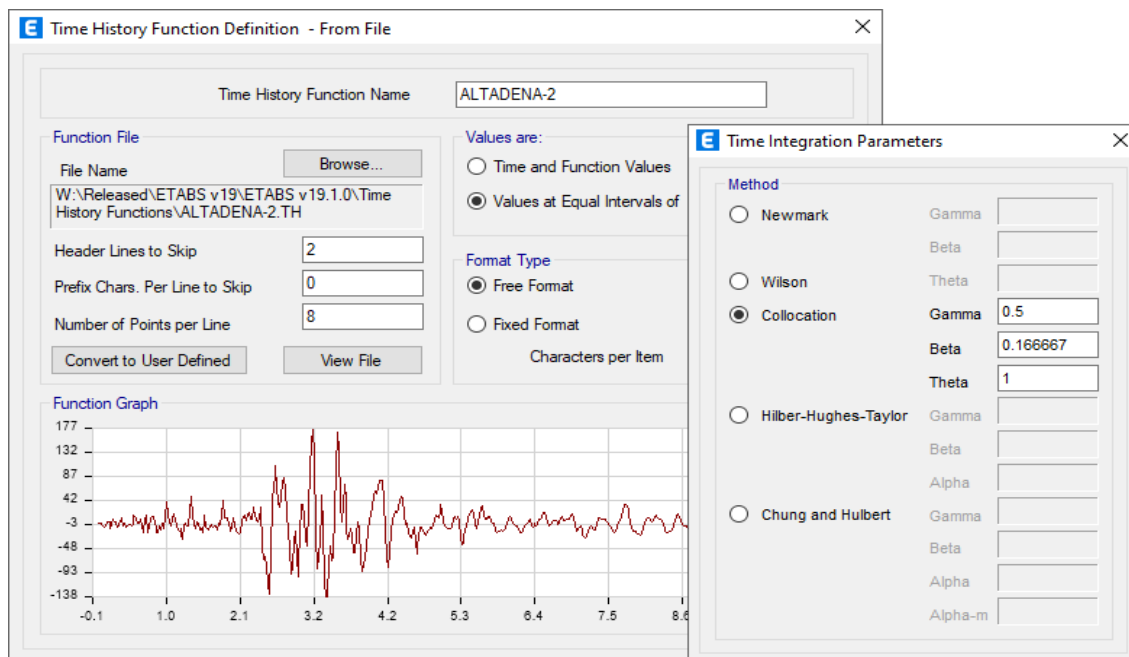 E Time History Function Definition - From File
Time History Function Name ALTADENA-2
Function File
File Name Browse...
W:\Released\ETABS v19\ETABS v19.1.0\Time
History Functions\ALTADENA-2.TH
Header Lines to Skip 2
Prefix Chars. Per Line to Skip 0
Number of Points per Line 8
Convert to User Defined View File
Values are:
Time and Function Values
Values at Equal Intervals of
Format Type
Free Format
Fixed Format
Characters per Item
Function Graph
177
132
87
42
-3
-48
-93
-138
-0.1 1.0 2.1 3.2 4.2 5.3 6.4 7.5 8.6
E Time Integration Parameters
Method
Newmark Gamma
Beta
Wilson Theta
Collocation Gamma 0.5
Beta 0.166667
Theta 1
Hilber-Hughes-Taylor Gamma
Beta
Alpha
Chung and Hulbert Gamma
Beta
Alpha
Alpha-m